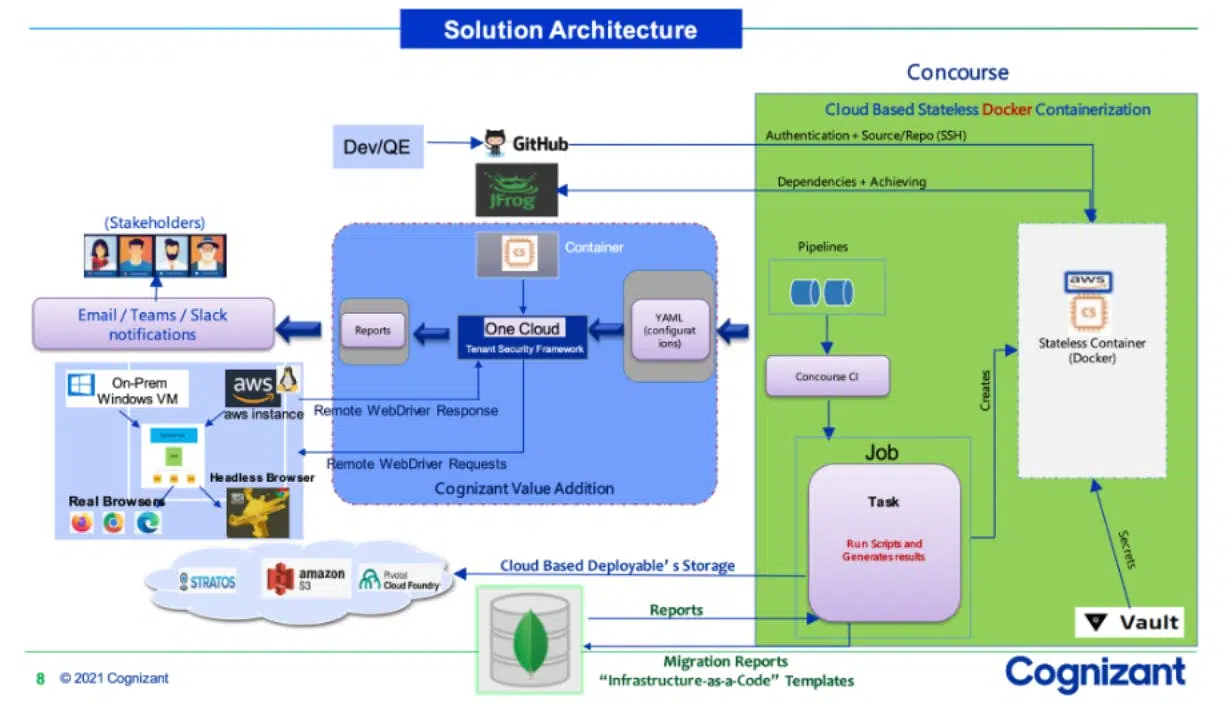 Solution Architecture
Concourse
Cloud Based Stateless Docker Containerization
Authentication + Source/Repo (SSH)
Dev/QE
GitHub
JFrog
Dependencies + Achieving
(Stakeholders)
Email / Teams / Slack
notifications
CS
Container
Reports
One Cloud
Tenant Security Framework
YAML
(configurat
ions)
Pipelines
Concourse CI
aws
CS
Stateless Container
(Docker)
Creates
On-Prem
Windows VM
aws
aws instance
Remote WebDriver Response
Remote WebDriver Requests
Headless Browser
Real Browsers
Cognizant Value Addition
Job
Task
Run Scripts and
Generates results
Secrets
Vault
STRATOS
amazon
S3
Pivotal
Cloud Foundry
Cloud Based Deployable' s Storage
Reports
Migration Reports
“Infrastructure-as-a-Code” Templates
8 © 2021 Cognizant
Cognizant